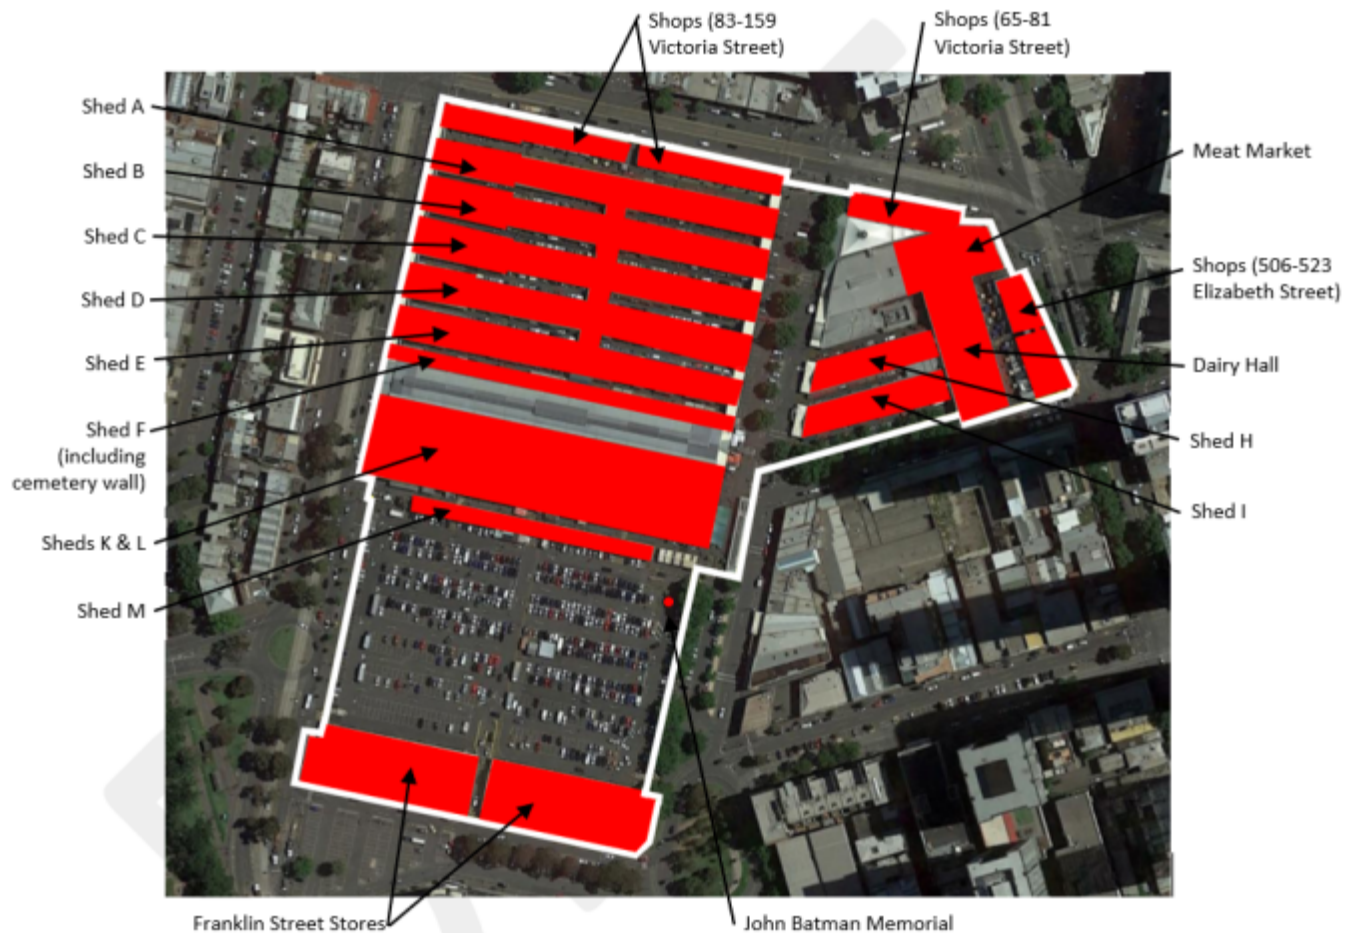 Shops (83-159
Victoria Street)
Shops (65-81
Victoria Street)
Shed A
Meat Market
Shed B
Shed C
Shops (506-523
Elizabeth Street)
Shed D
Shed E
Dairy Hall
Shed F
(including
cemetery wall)
Shed H
Shed I
Sheds K & L
Shed M
Franklin Street Stores
John Batman Memorial